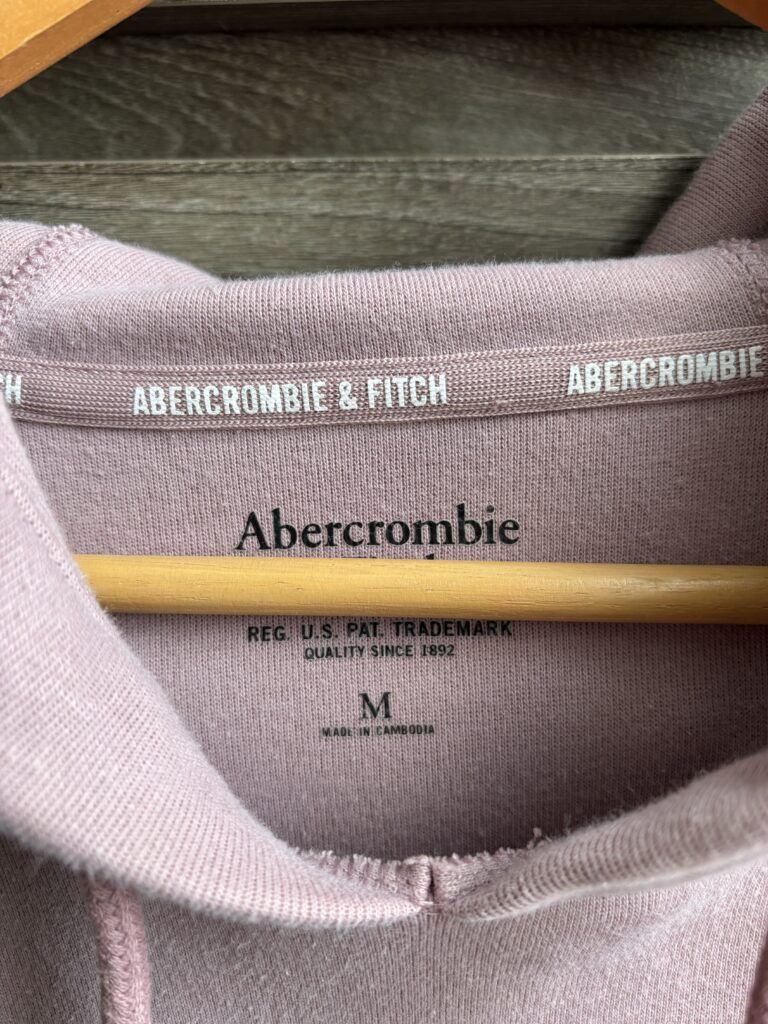 H
ABERCROMBIE & FITCH
ABERCROMBIE
Abercrombie
REG. U.S. PAT. TRADEMARK
QUALITY SINCE 1892
M
MADE IN CAMBODIA